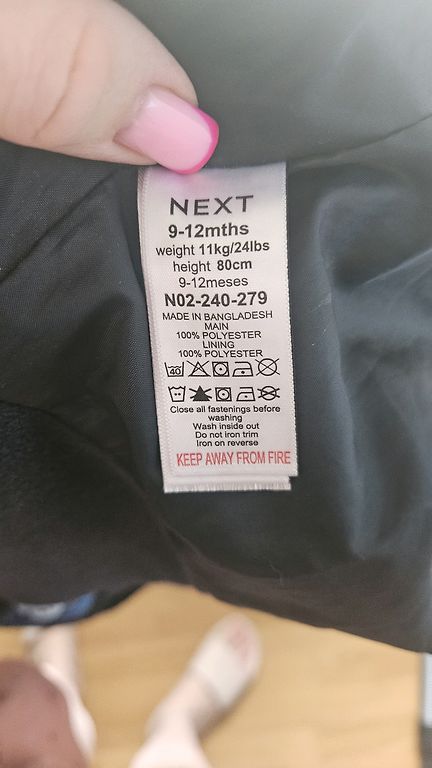 NEXT
9-12mths
weight 11kg/24lbs
height 80cm
9-12meses
N02-240-279
MADE IN BANGLADESH
MAIN
100% POLYESTER
LINING
100% POLYESTER
40
Close all fastenings before
washing
Wash inside out
Do not iron trim
Iron on reverse
KEEP AWAY FROM FIRE